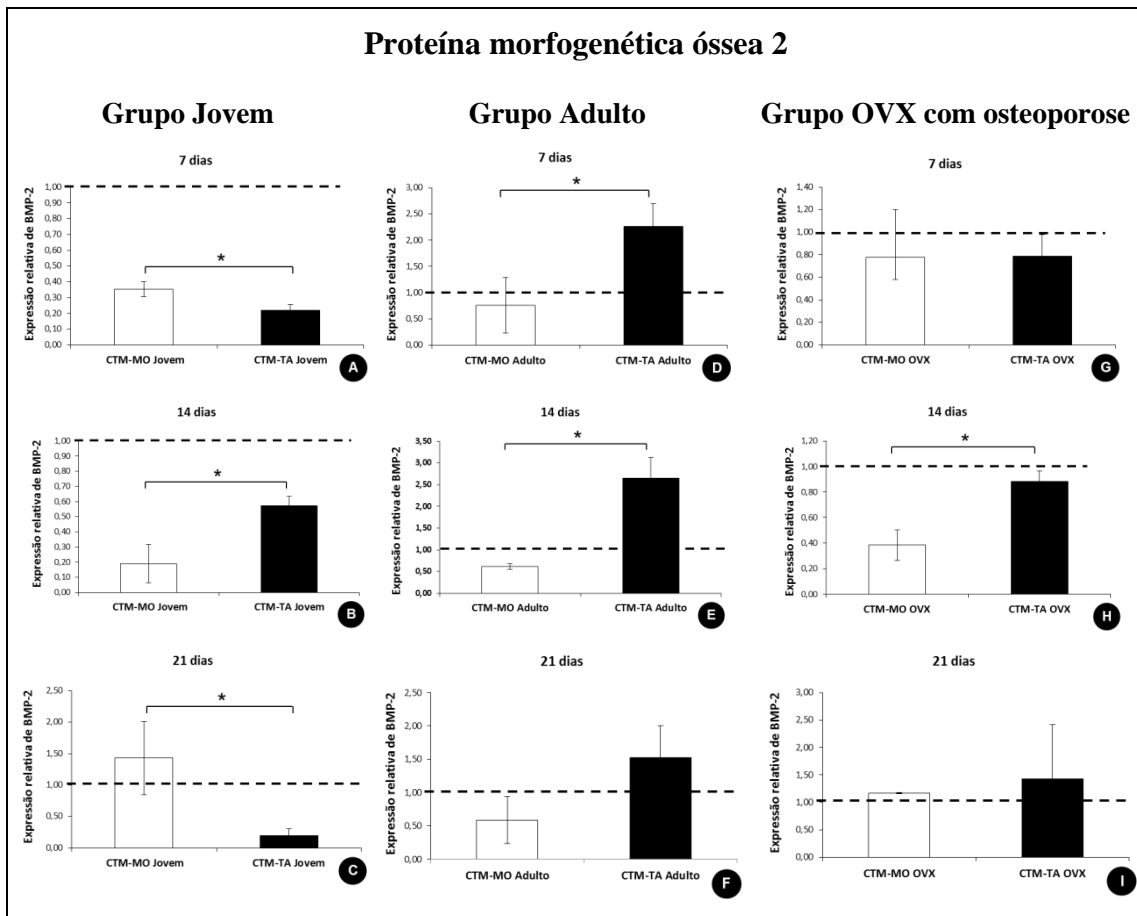 Proteína morfogenética óssea 2
Grupo Jovem
Grupo Adulto
Grupo OVX com osteoporose
7 dias
Expressão relativa de BMP-2
1,00
0,90
0,80
0,70
0,60
0,50
0,40
0,30
0,20
0,10
0,00
*
CTM-MO Jovem
CTM-TA Jovem
A
7 dias
Expressão relativa de BMP-2
3,00
2,50
2,00
1,50
1,00
0,50
0,00
*
CTM-MO Adulto
CTM-TA Adulto
D
7 dias
Expressão relativa de BMP-2
1,40
1,20
1,00
0,80
0,60
0,40
0,20
0,00
CTM-MO OVX
CTM-TA OVX
G
14 dias
Expressão relativa de BMP-2
1,00
0,90
0,80
0,70
0,60
0,50
0,40
0,30
0,20
0,10
0,00
*
CTM-MO Jovem
CTM-TA Jovem
B
14 dias
Expressão relativa de BMP-2
3,50
3,00
2,50
2,00
1,50
1,00
0,50
0,00
*
CTM-MO Adulto
CTM-TA Adulto
E
14 dias
Expressão relativa de BMP-2
1,20
1,00
0,80
0,60
0,40
0,20
0,00
*
CTM-MO OVX
CTM-TA OVX
H
21 dias
Expressão relativa de BMP-2
2,50
2,00
1,50
1,00
0,50
0,00
*
CTM-MO Jovem
CTM-TA Jovem
C
21 dias
Expressão relativa de BMP-2
2,50
2,00
1,50
1,00
0,50
0,00
CTM-MO Adulto
CTM-TA Adulto
F
21 dias
Expressão relativa de BMP-2
3,00
2,50
2,00
1,50
1,00
0,50
0,00
CTM-MO OVX
CTM-TA OVX
I